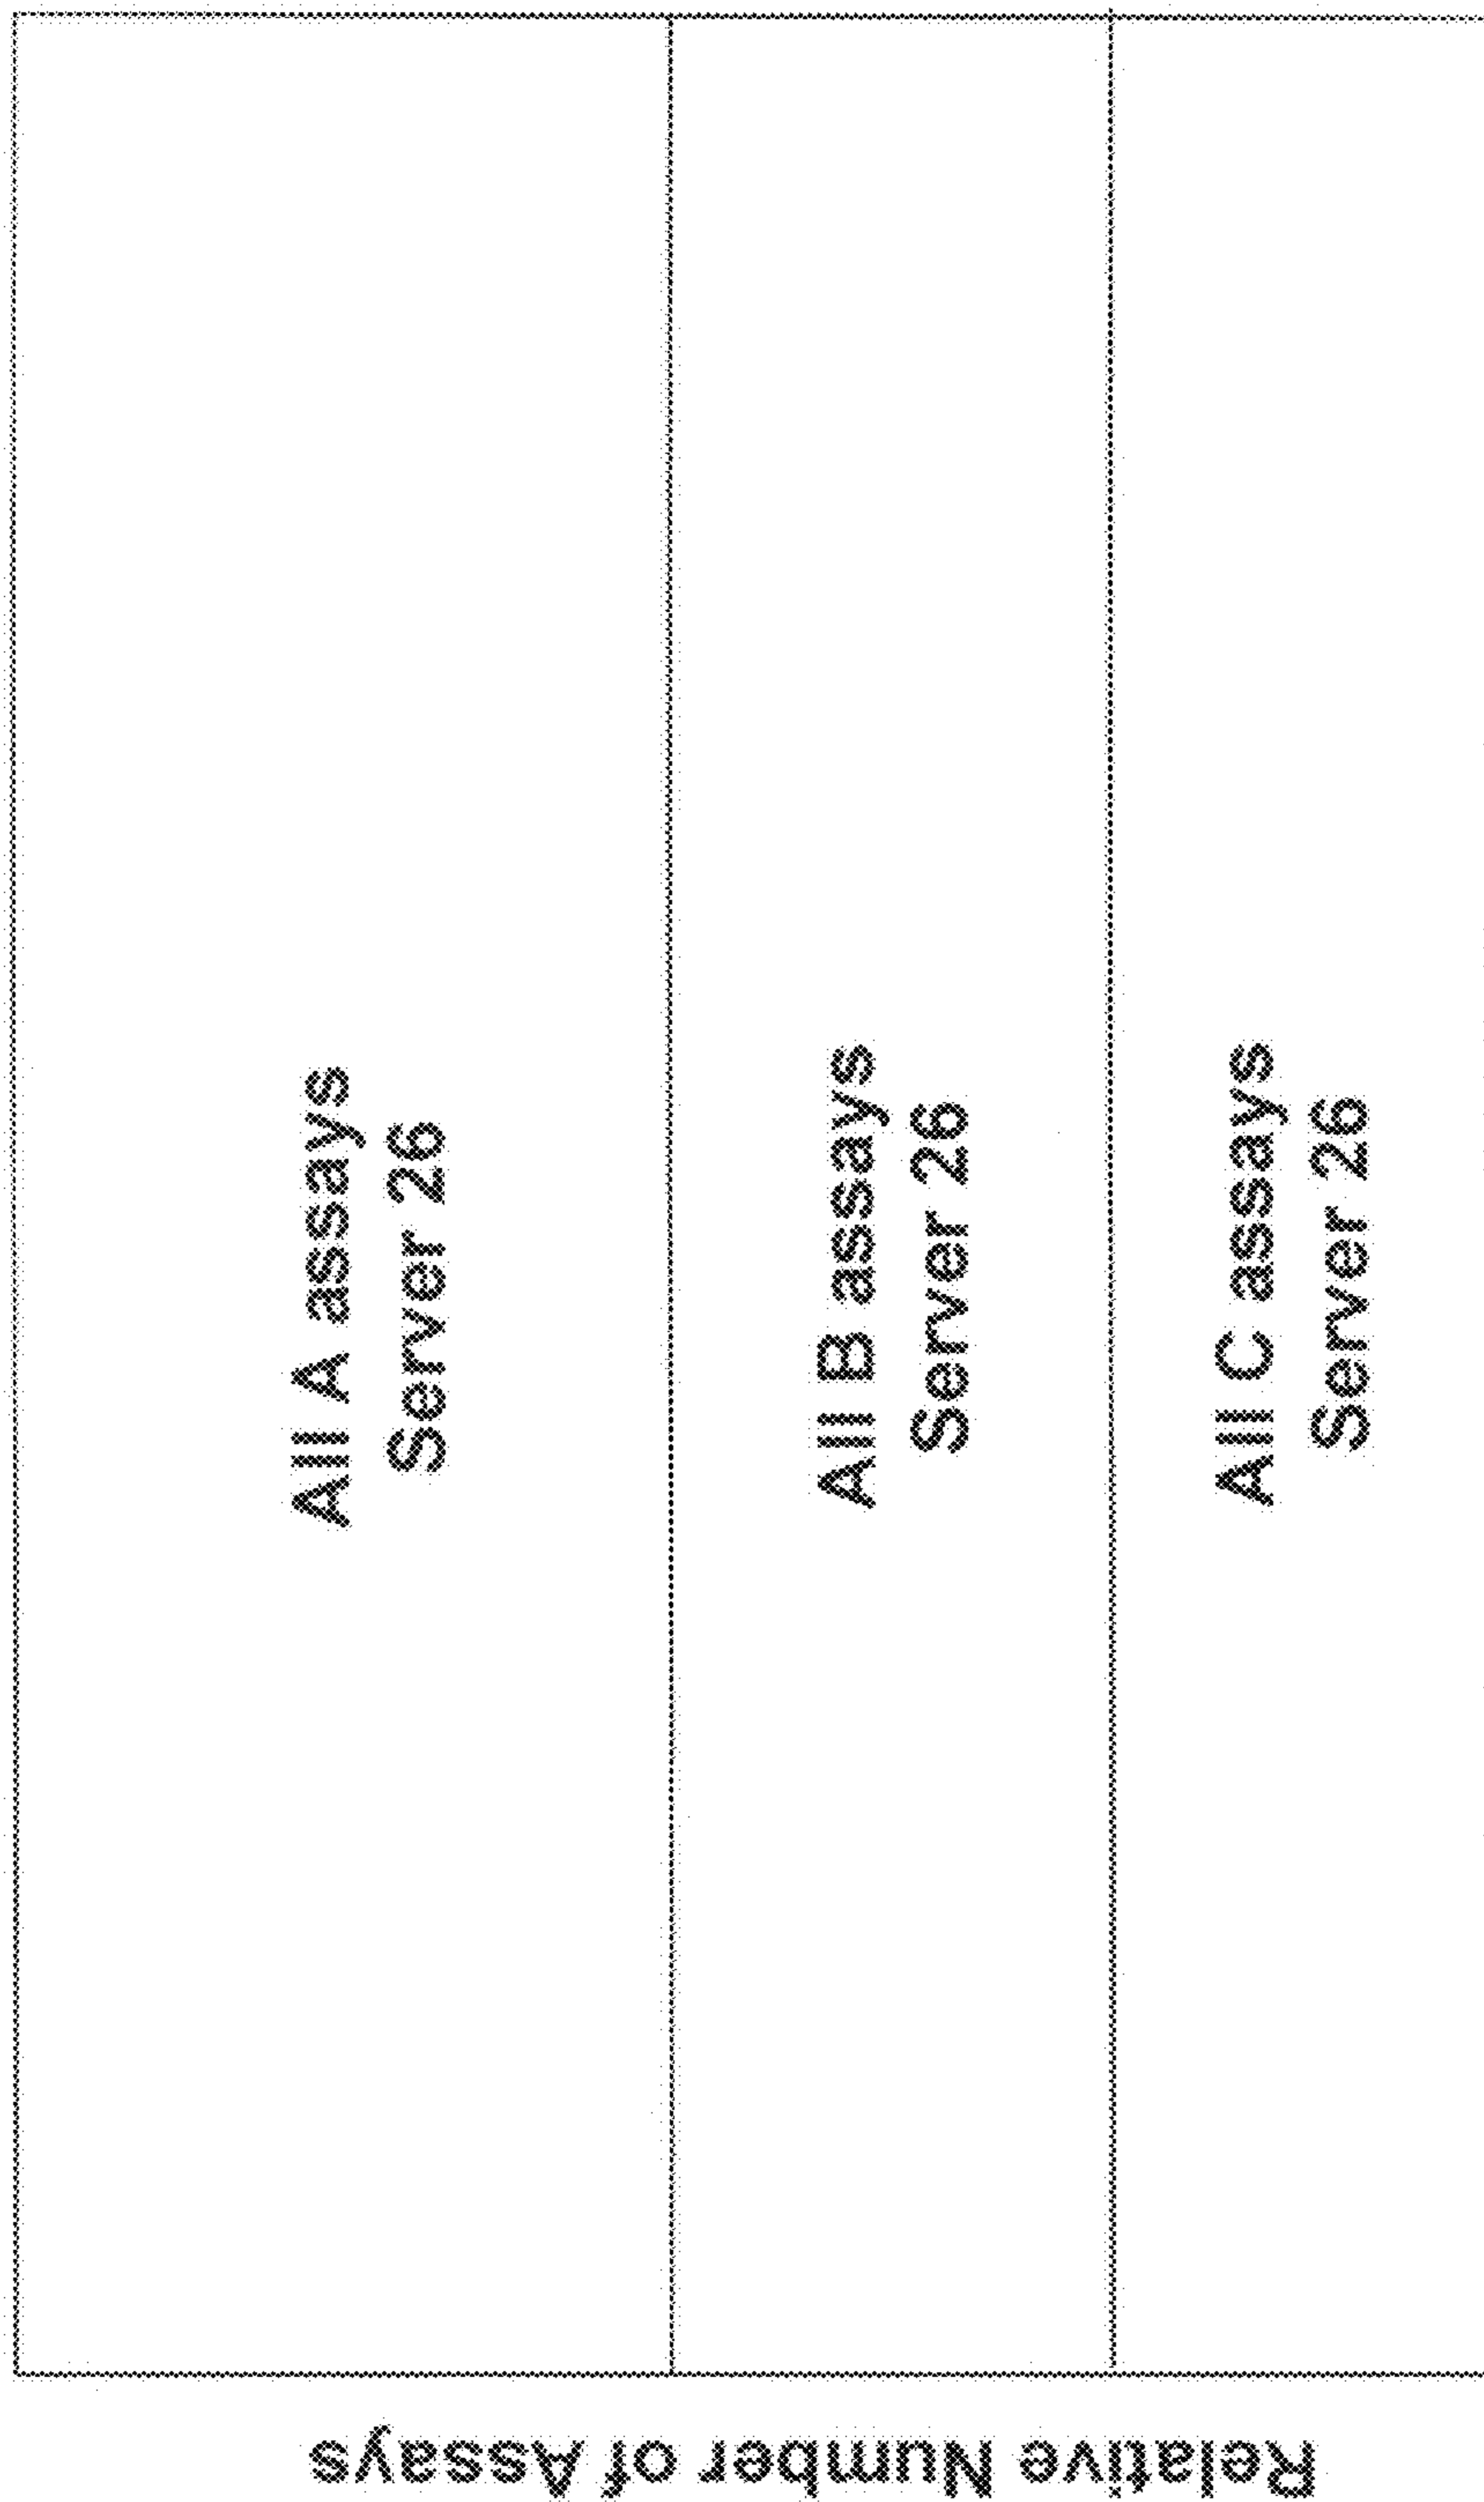 All A assays
Server 26
All B assays
Server 26
All C assays
Server 26
Relative Number of Assays